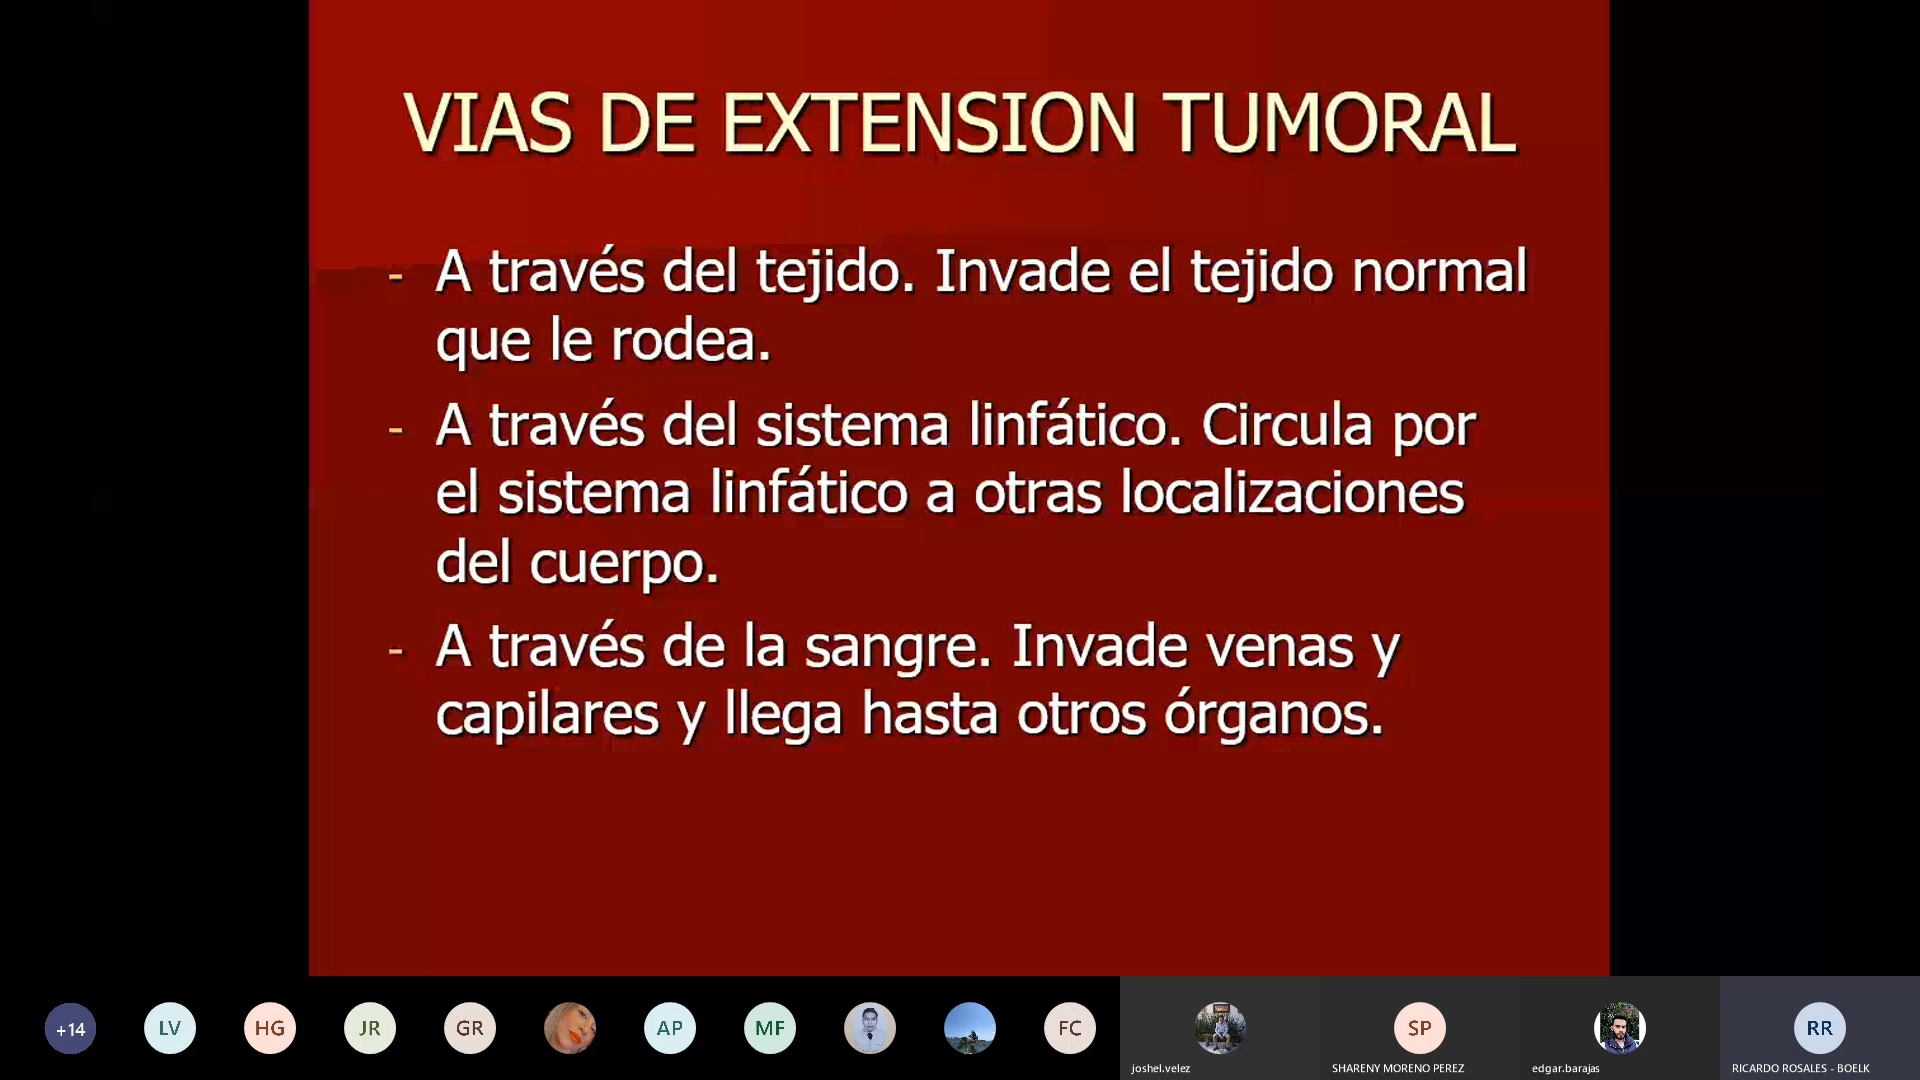 VIAS DE EXTENSION TUMORAL
- A través del tejido. Invade el tejido normal
que le rodea.
- A través del sistema linfático. Circula por
el sistema linfático a otras localizaciones
del cuerpo.
- A través de la sangre. Invade venas y
capilares y llega hasta otros órganos.
+14 LV HG JR GR AP MF FC SP RR
joshel.velez SHARENY MORENO PEREZ edgar.barajas RICARDO ROSALES - BOELK